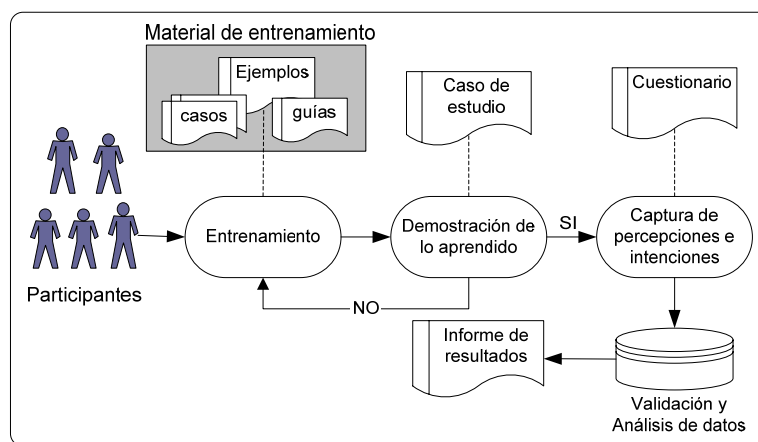 Material de entrenamiento
Ejemplos
casos
guías
Caso de
estudio
Cuestionario
Participantes
Entrenamiento
Demostración de
lo aprendido
SI
Captura de
percepciones e
intenciones
NO
Informe de
resultados
Validación y
Análisis de datos